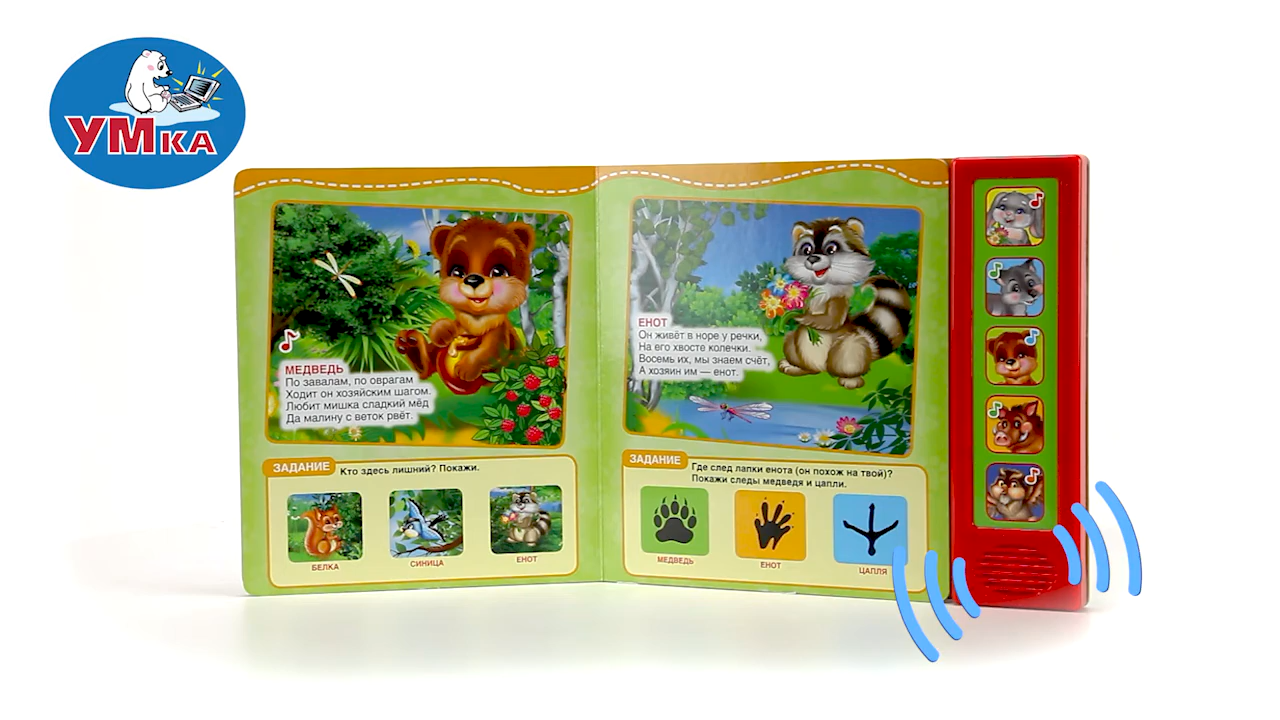 УМКА
МЕДВЕДЬ
По завалам, по оврагам
Ходит он хозяйским шагом.
Любит мишка сладкий мёд
Да малину с веток рвёт.
ЗАДАНИЕ Кто здесь лишний? Покажи.
БЕЛКА СИНИЦА ЕНОТ
ЕНОТ
Он живёт в норе у речки,
На его хвосте колечки.
Восемь их, мы знаем счёт,
А хозяин им — енот.
ЗАДАНИЕ Где след лапки енота (он похож на твой)?
Покажи следы медведя и цапли.
МЕДВЕДЬ ЕНОТ ЦАПЛЯ